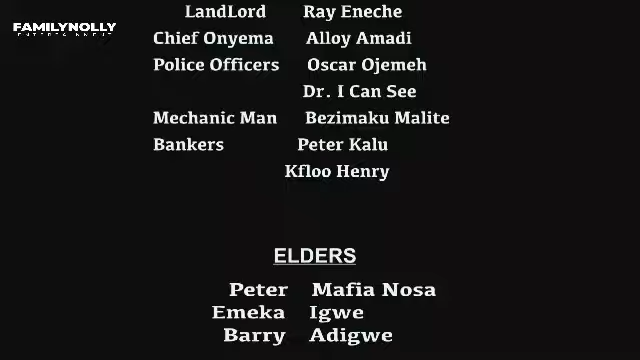 FAMILYNOLLY
ENTERTAINMENT
LandLord Ray Eneche
Chief Onyema Alloy Amadi
Police Officers Oscar Ojemeh
Dr. I Can See
Mechanic Man Bezimaku Malite
Bankers Peter Kalu
Kfloo Henry
ELDERS
Peter Mafia Nosa
Emeka Igwe
Barry Adigwe